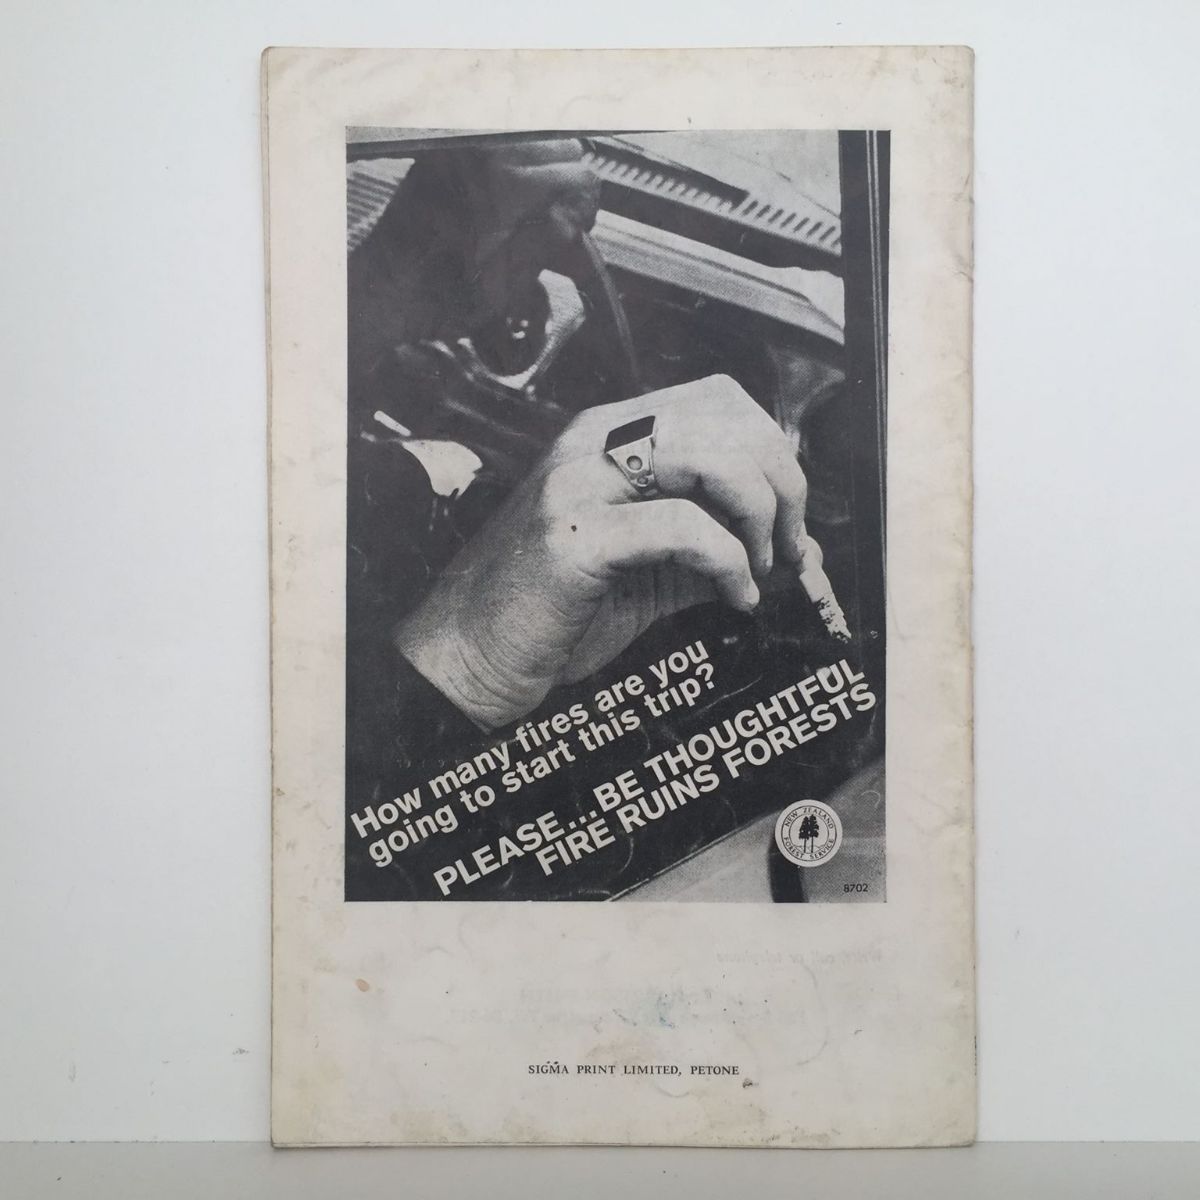 How many fires are you
going to start this trip?
PLEASE...BE THOUGHTFUL
FIRE RUINS FORESTS
NEW ZEALAND
FOREST SERVICE
8702
SIGMA PRINT LIMITED, PETONE